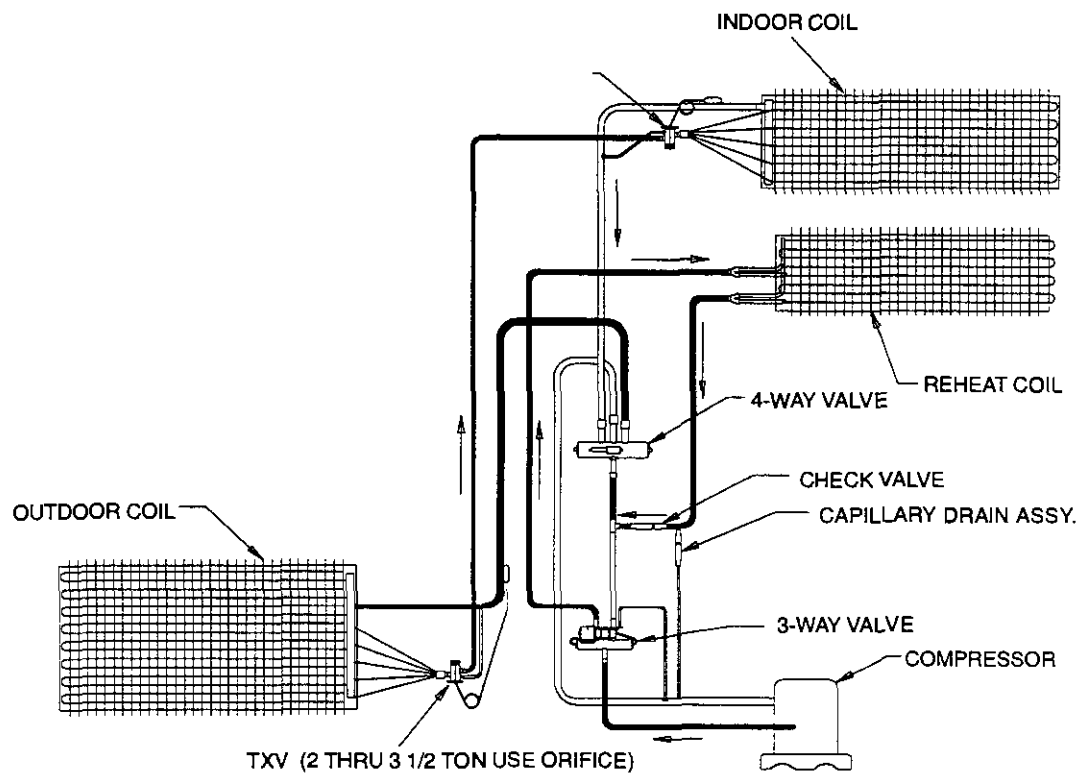 INDOOR COIL
REHEAT COIL
4-WAY VALVE
CHECK VALVE
OUTDOOR COIL
CAPILLARY DRAIN ASSY.
3-WAY VALVE
COMPRESSOR
TXV (2 THRU 3 1/2 TON USE ORIFICE)